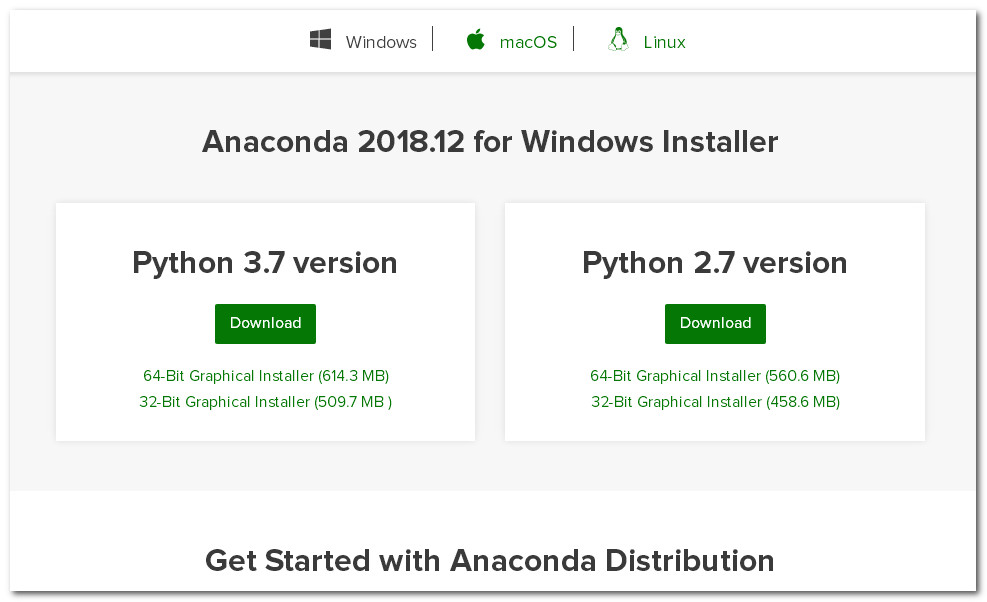 Windows macOS Linux
Anaconda 2018.12 for Windows Installer
Python 3.7 version
Download
64-Bit Graphical Installer (614.3 MB)
32-Bit Graphical Installer (509.7 MB )
Python 2.7 version
Download
64-Bit Graphical Installer (560.6 MB)
32-Bit Graphical Installer (458.6 MB)
Get Started with Anaconda Distribution